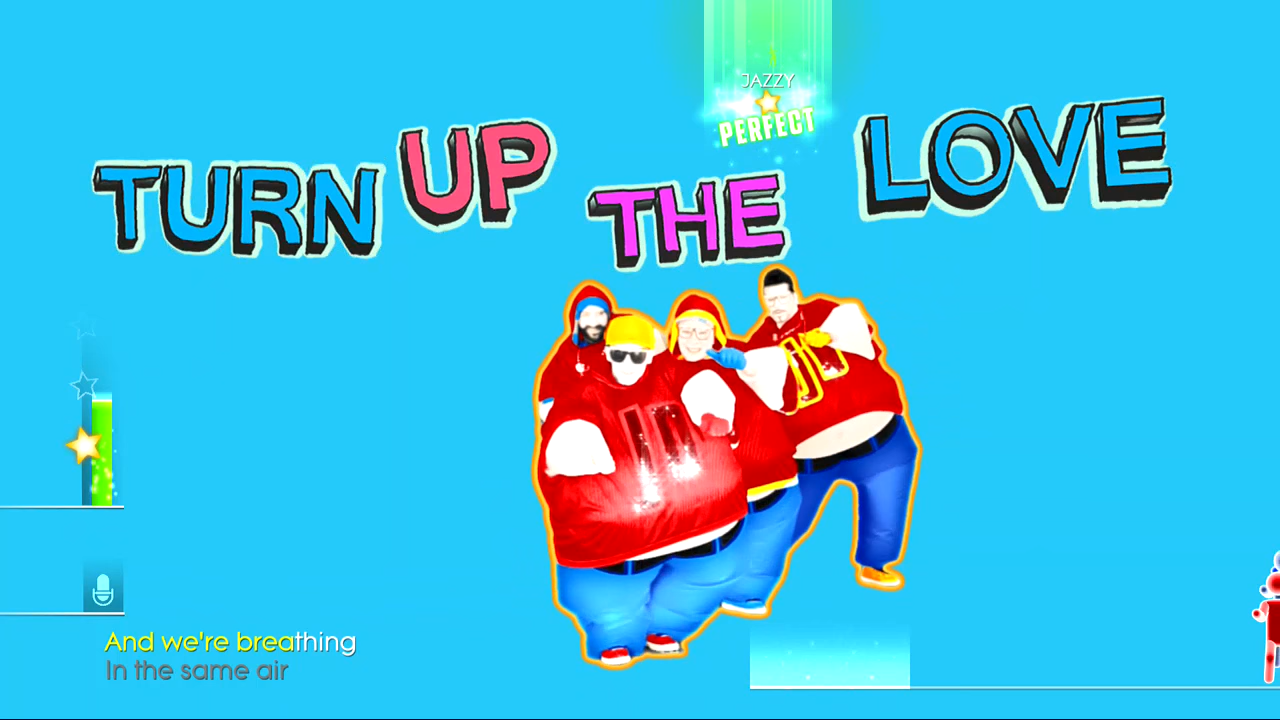 JAZZY
PERFECT
TURN UP THE LOVE
And we're breathing
In the same air